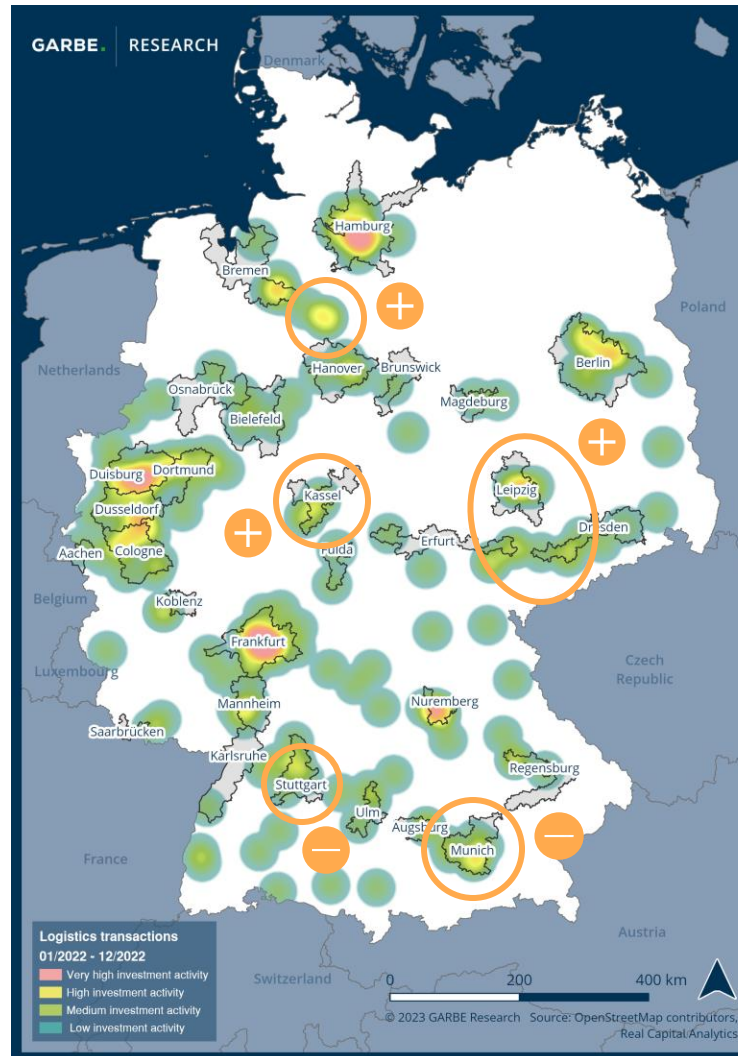 GARBE. RESEARCH
Denmark
Hamburg
Bremen
Poland
Netherlands
Hanover
Brunswick
Berlin
Osnabrück
Magdeburg
Bielefeld
Duisburg
Dortmund
Kassel
Leipzig
Dusseldorf
Dresden
Cologne
Erfurt
Aachen
Fulda
Belgium
Koblenz
Frankfurt
Czech
Republic
Luxembourg
Mannheim
Nuremberg
Saarbrücken
Karlsruhe
Regensburg
Stuttgart
Ulm
Augsburg
Munich
France
Austria
Switzerland
Logistics transactions
01/2022 - 12/2022
Very high investment activity
High investment activity
Medium investment activity
Low investment activity
0 200 400 km
© 2023 GARBE Research Source: OpenStreetMap contributors,
Real Capital Analytics